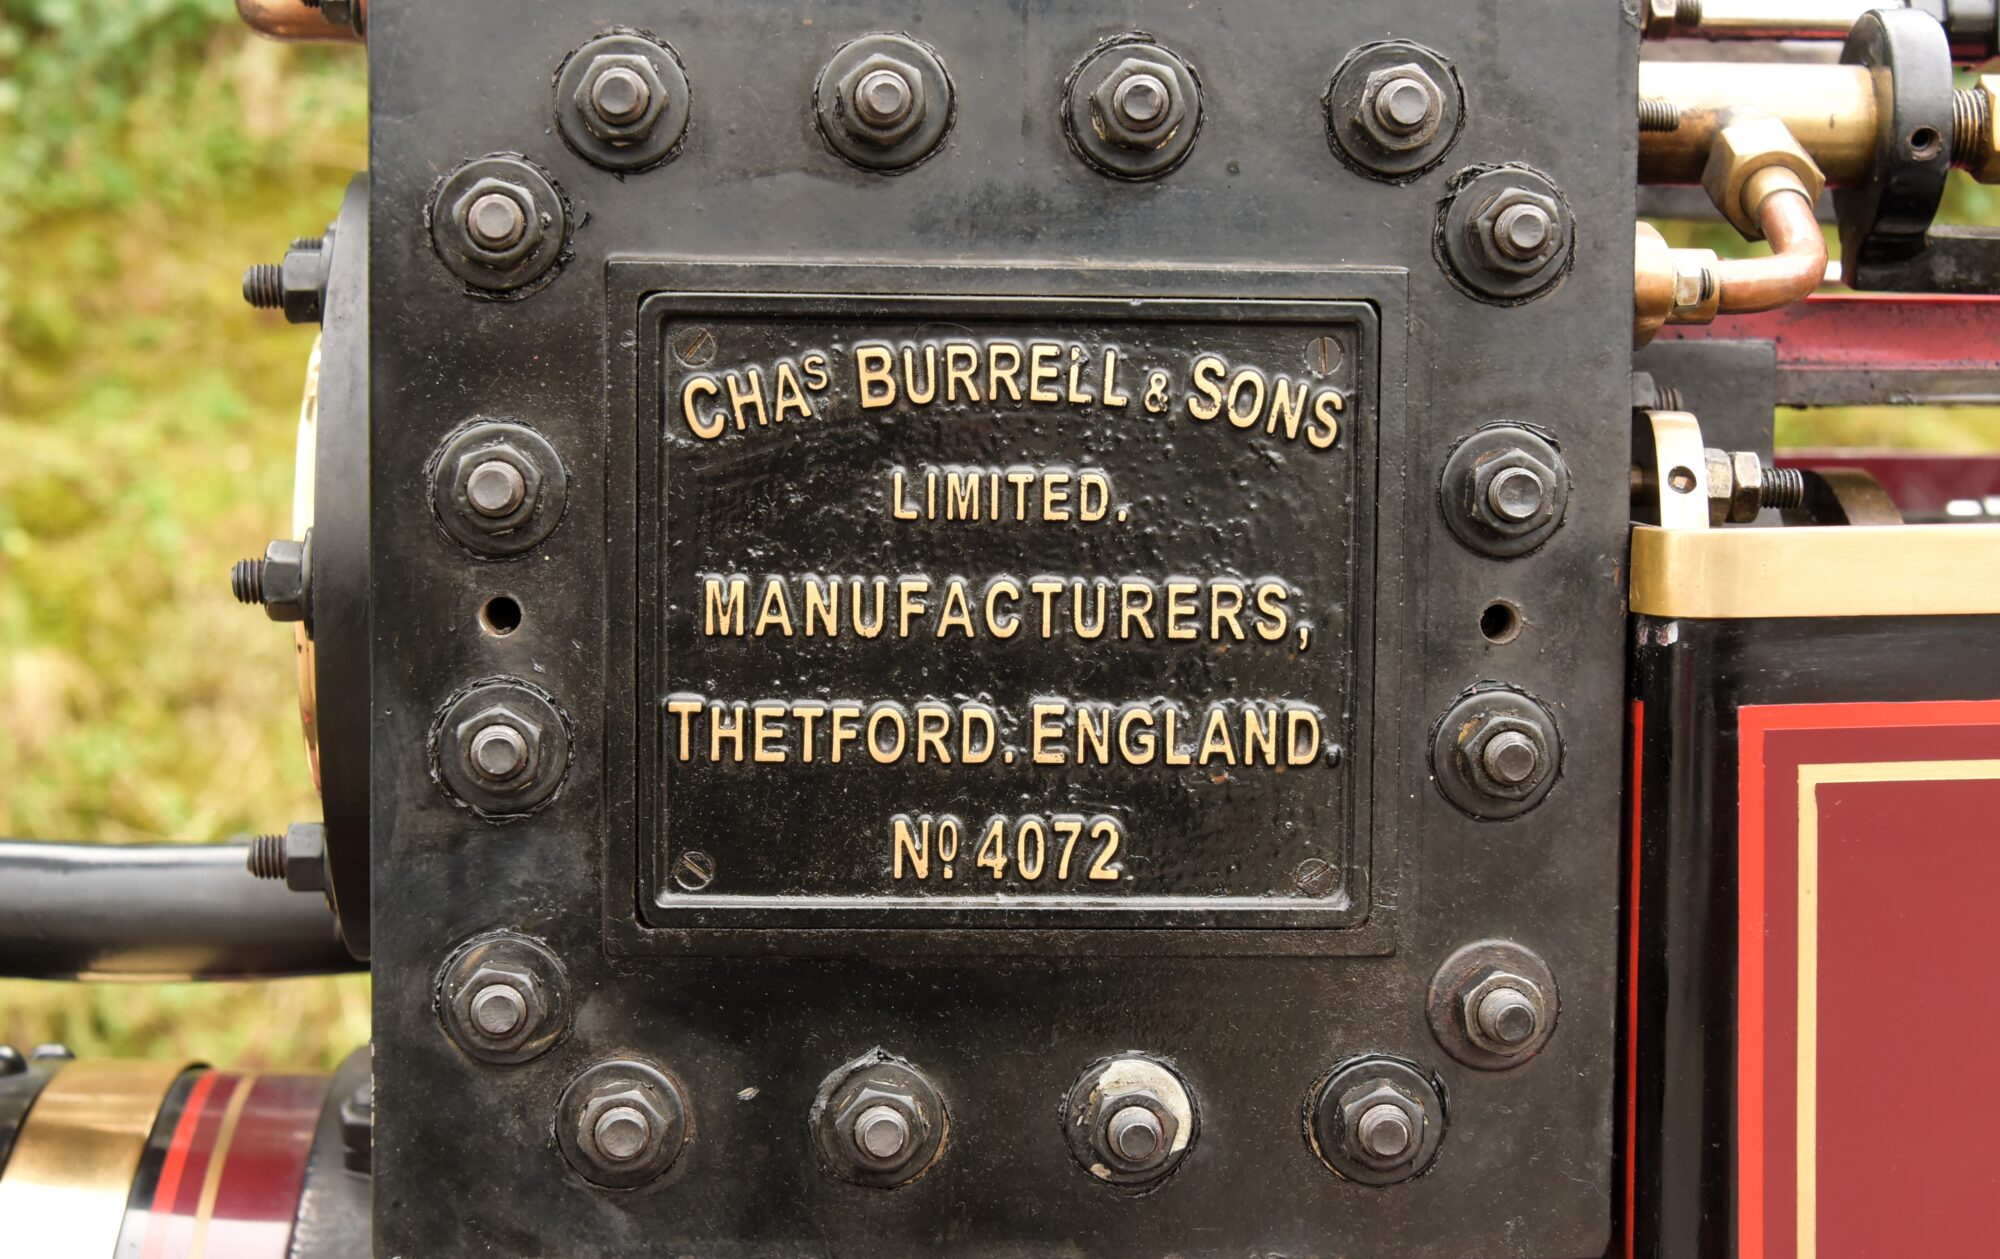 CHAS BURRELL & SONS
LIMITED.
MANUFACTURERS,
THETFORD. ENGLAND.
No. 4072